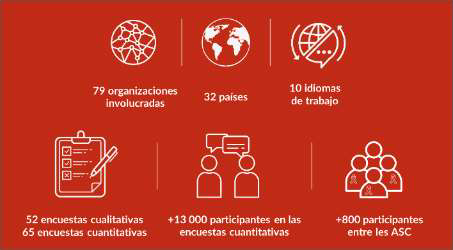 79 organizaciones
involucradas
32 países
10 idiomas
de trabajo
52 encuestas cualitativas
65 encuestas cuantitativas
+13 000 participantes en las
encuestas cuantitativas
+800 participantes
entre les ASC